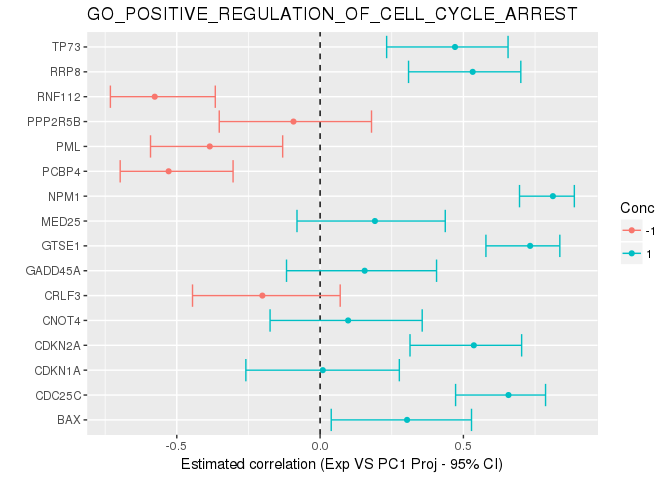 GO_POSITIVE_REGULATION_OF_CELL_CYCLE_ARREST
TP73
RRP8
RNF112
PPP2R5B
PML
PCBP4
NPM1
MED25
GTSE1
GADD45A
CRLF3
CNOT4
CDKN2A
CDKN1A
CDC25C
BAX
-0.5 0.0 0.5
Estimated correlation (Exp VS PC1 Proj - 95% CI)
Conc
-1
1